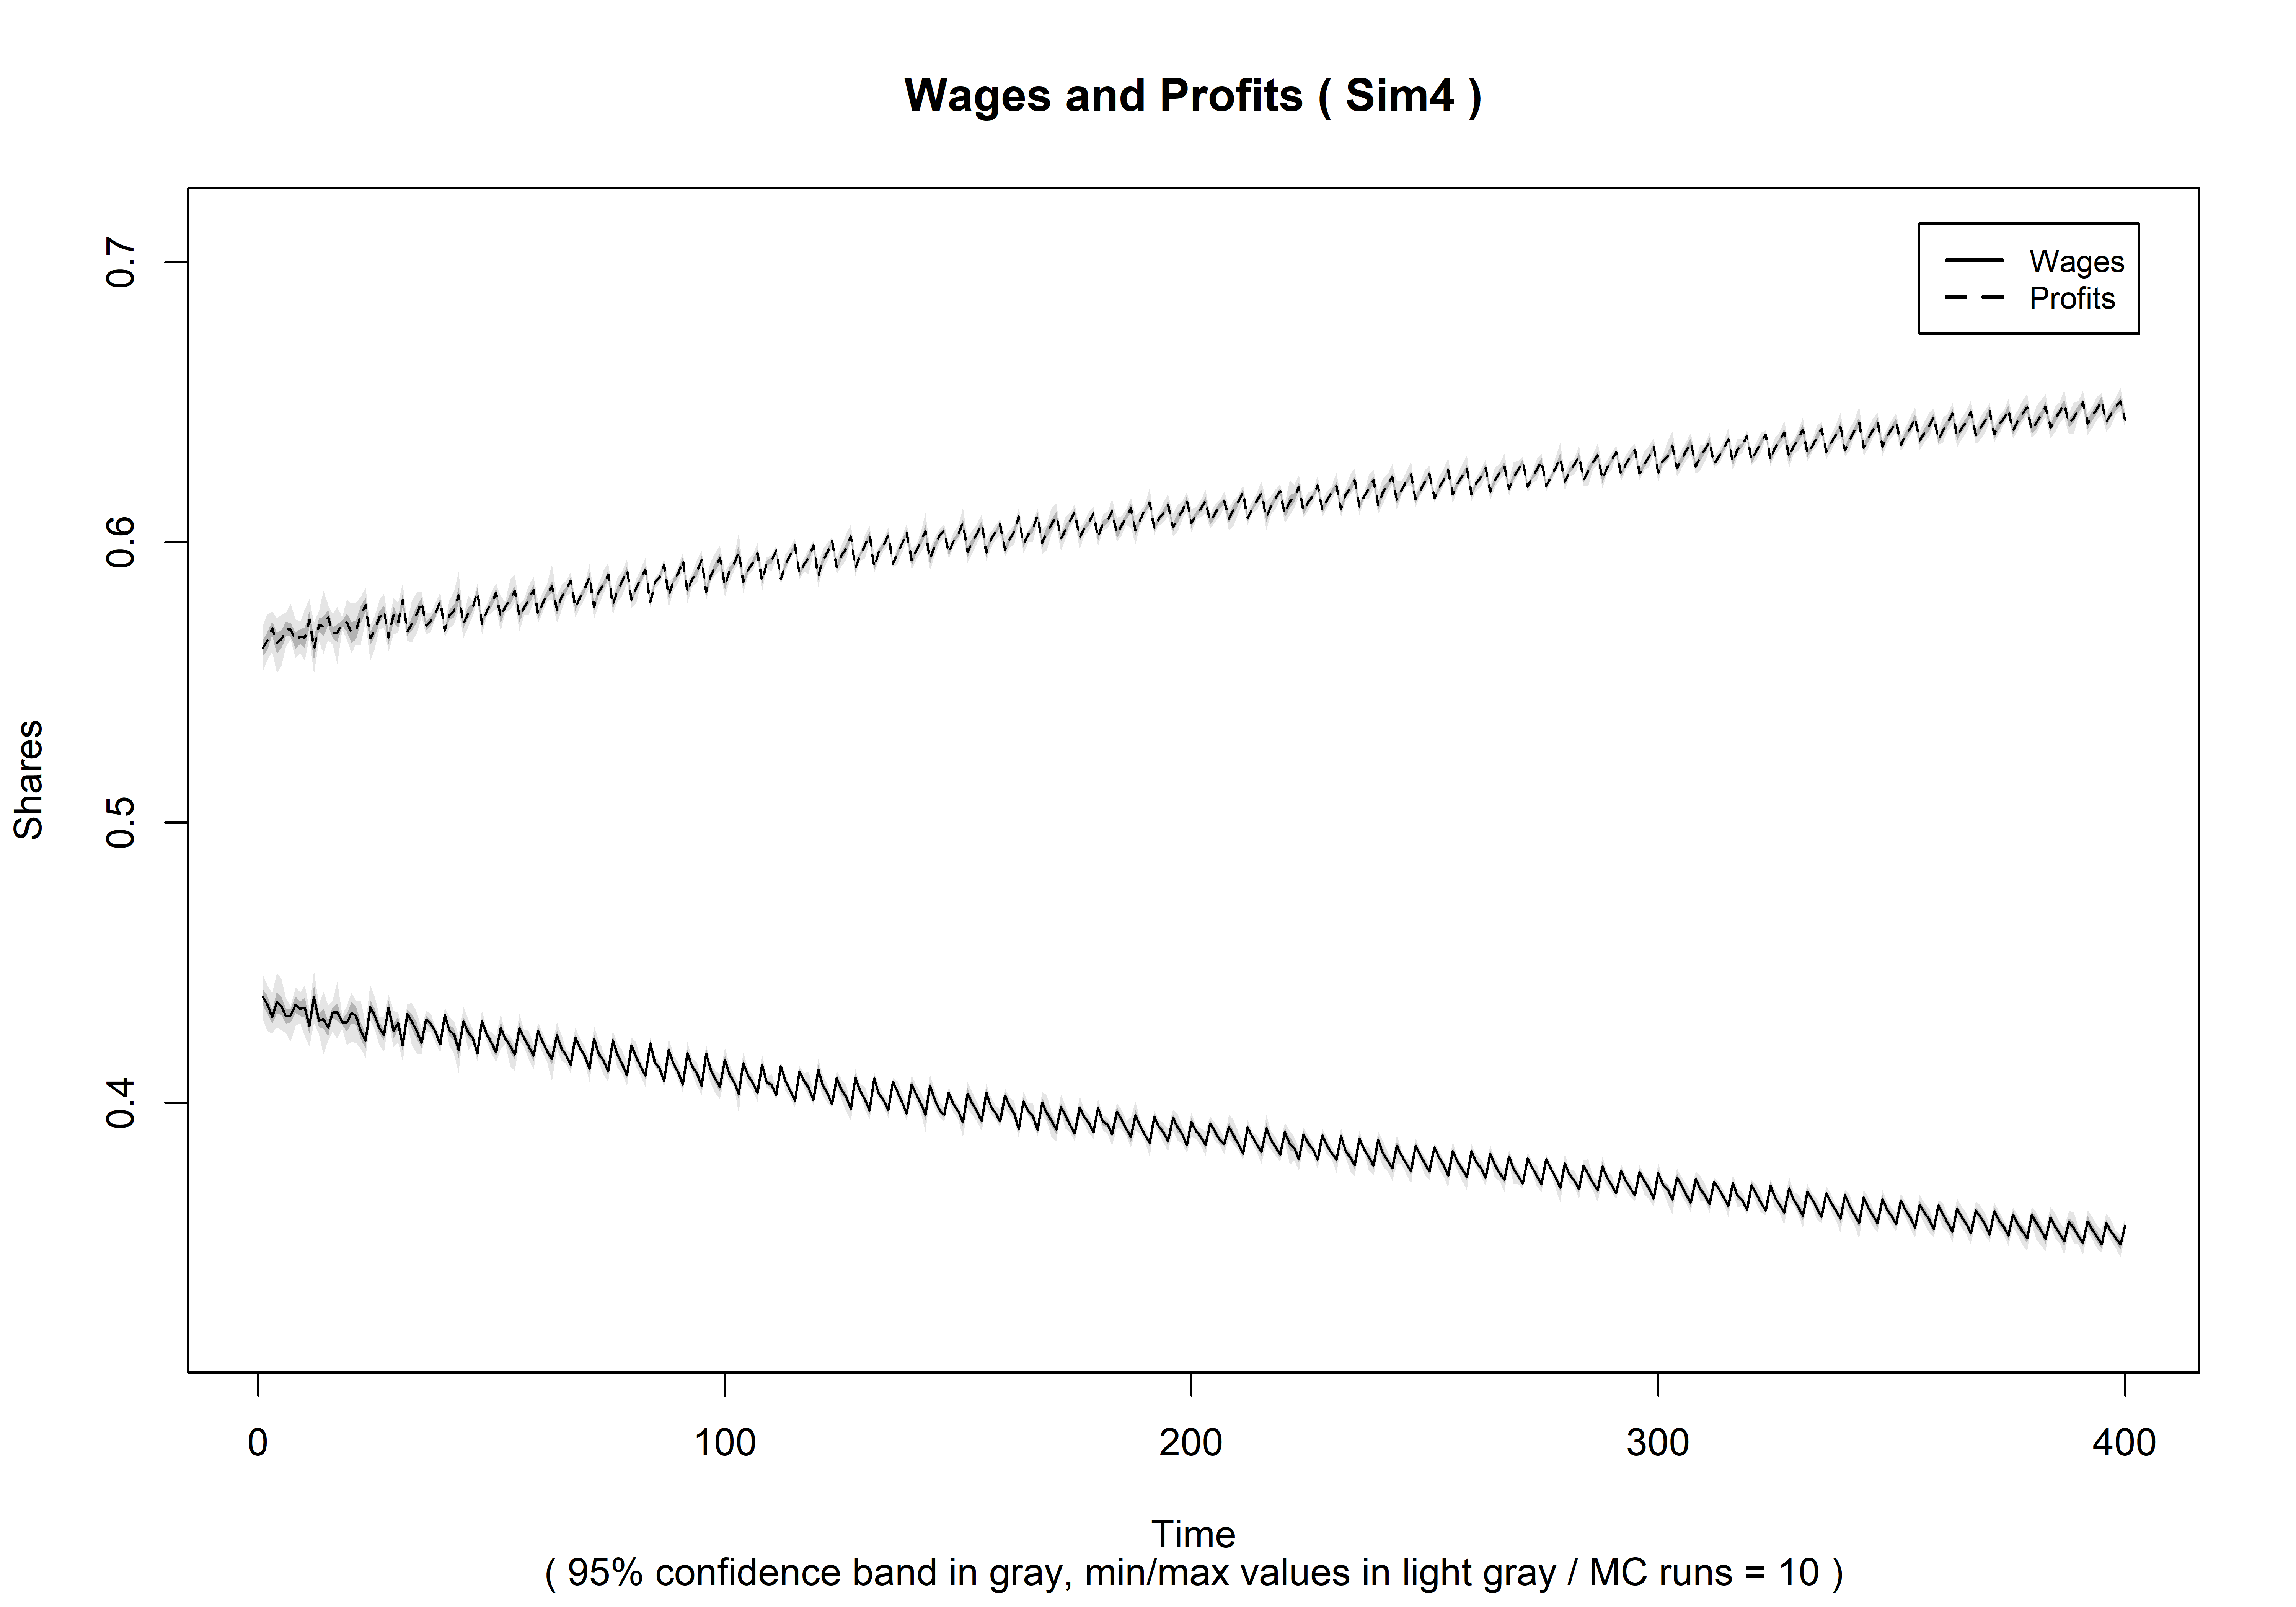 Wages and Profits ( Sim4 )
Wages
Profits
0.7
0.6
0.5
0.4
Shares
0
100
200
300
400
Time
( 95% confidence band in gray, min/max values in light gray / MC runs = 10 )